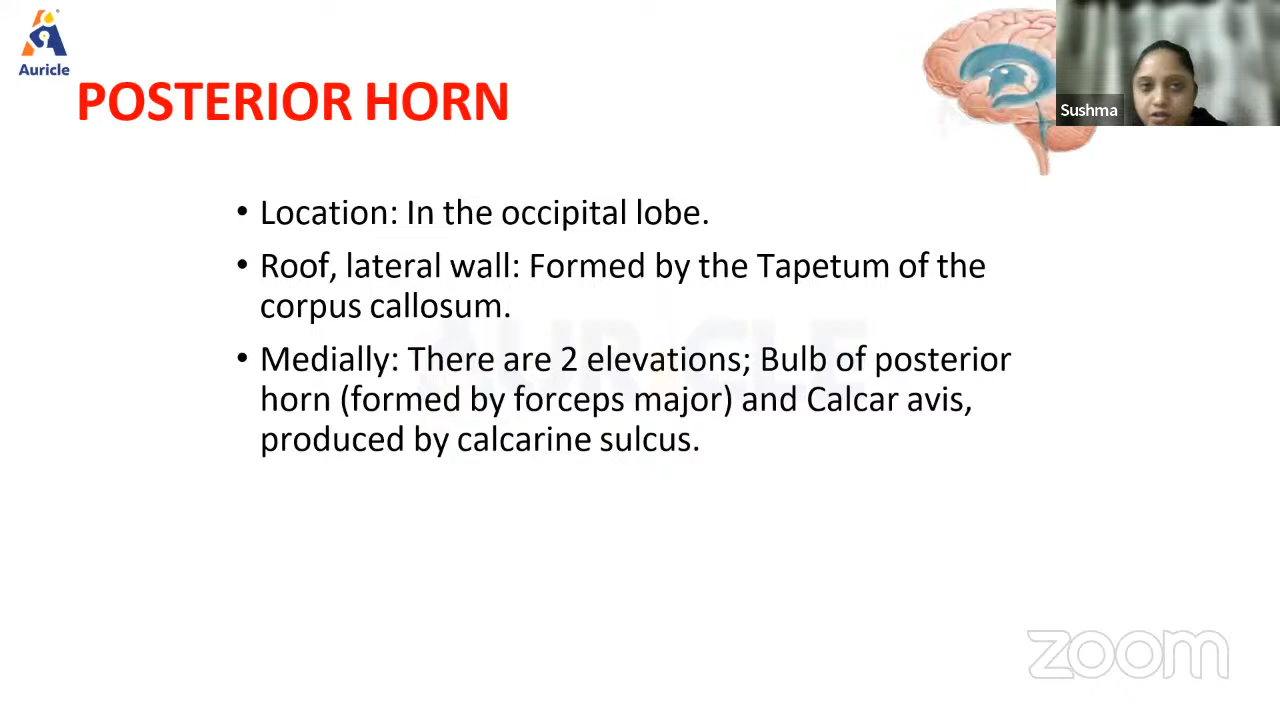 Auricle
POSTERIOR HORN
Sushma
• Location: In the occipital lobe.
• Roof, lateral wall: Formed by the Tapetum of the
corpus callosum.
• Medially: There are 2 elevations; Bulb of posterior
horn (formed by forceps major) and Calcar avis,
produced by calcarine sulcus.
AURICLE
zoom